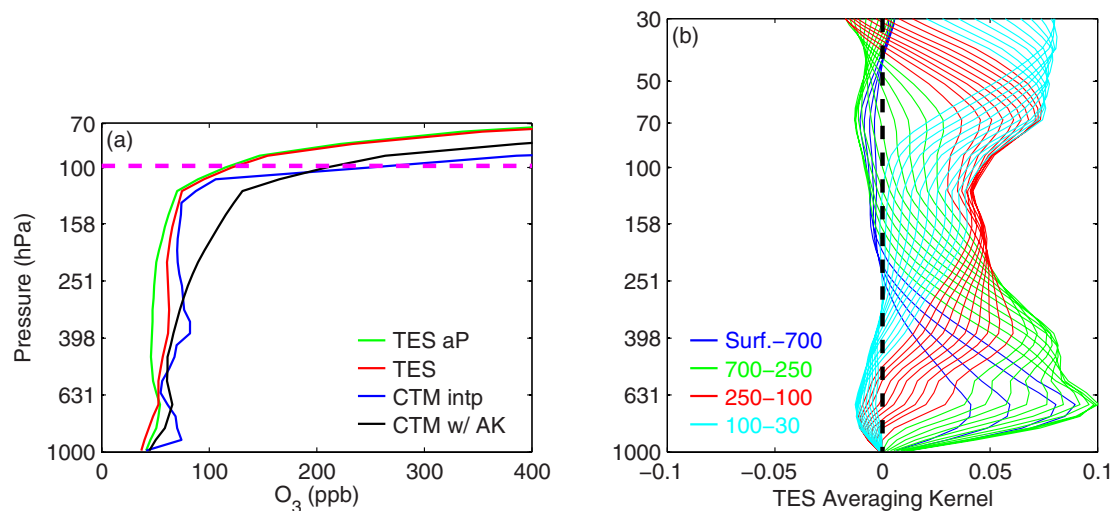 (a)
70
100
158
251
398
631
1000
Pressure (hPa)
0
100
200
300
400
O3 (ppb)
TES aP
TES
CTM intp
CTM w/ AK
(b)
30
50
70
100
158
251
398
631
1000
−0.1
−0.05
0
0.05
0.1
TES Averaging Kernel
Surf.−700
700−250
250−100
100−30